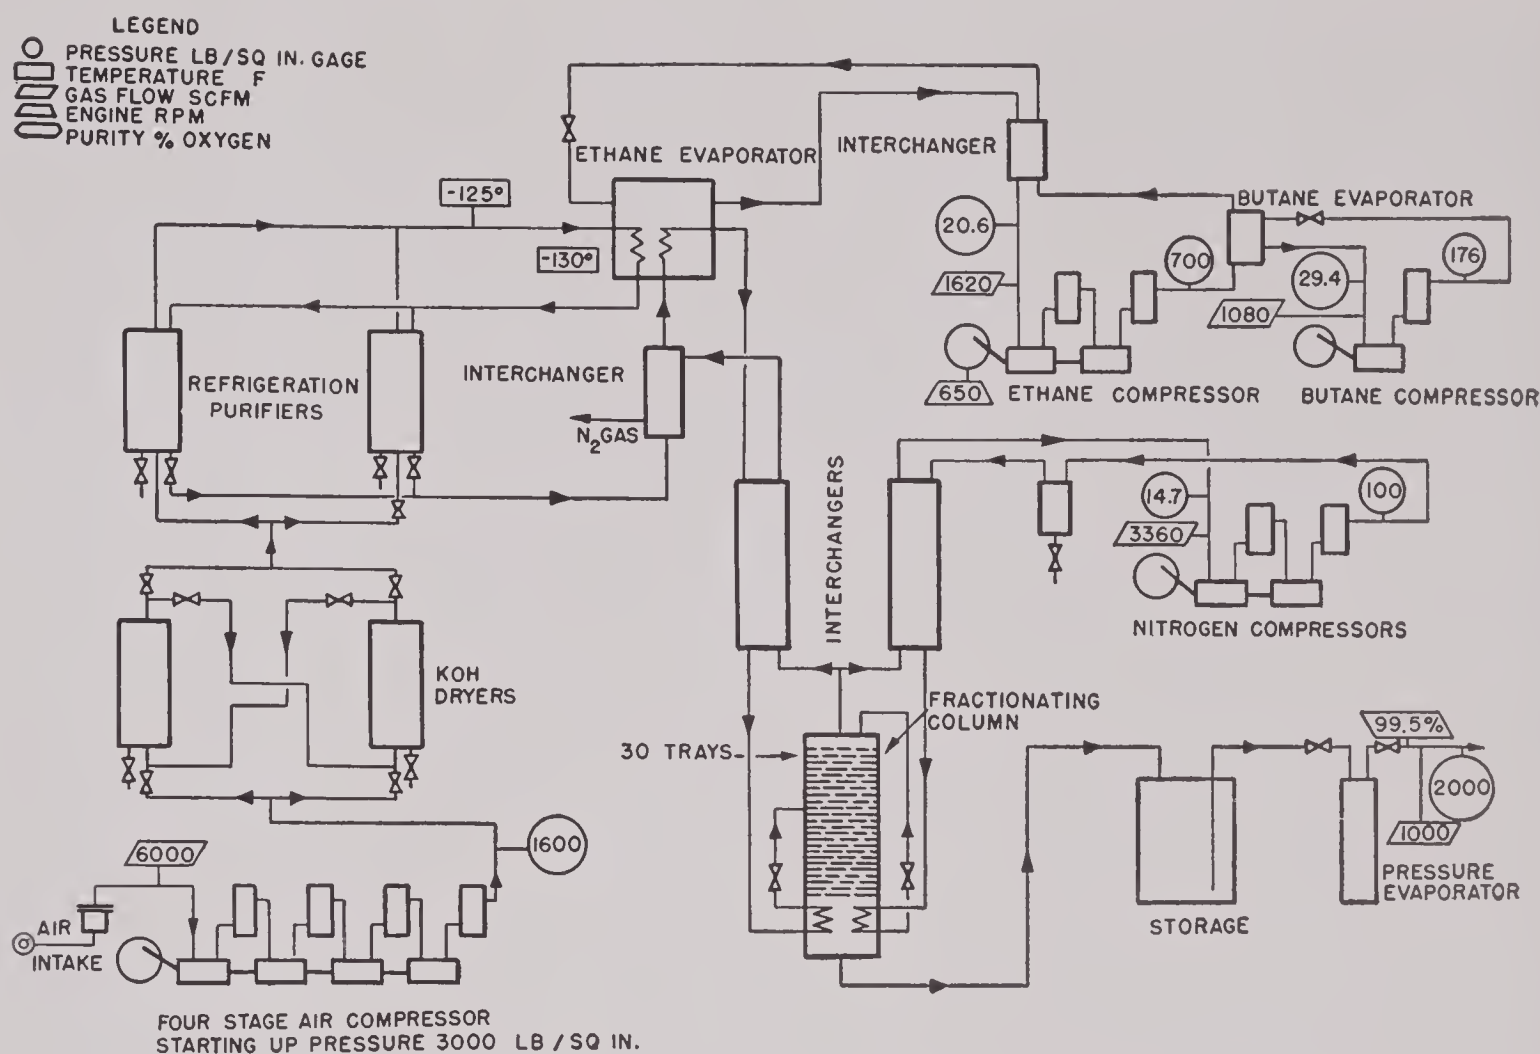 LEGEND
PRESSURE LB/SQ IN. GAGE
TEMPERATURE F
GAS FLOW SCFM
ENGINE RPM
PURITY % OXYGEN
ETHANE EVAPORATOR
INTERCHANGER
-125°
-130°
BUTANE EVAPORATOR
20.6
1620
700
29.4
1080
176
650
ETHANE COMPRESSOR
BUTANE COMPRESSOR
REFRIGERATION
PURIFIERS
INTERCHANGER
N2GAS
INTERCHANGERS
14.7
3360
100
NITROGEN COMPRESSORS
KOH
DRYERS
FRACTIONATING
COLUMN
30 TRAYS
99.5%
2000
1000
PRESSURE
EVAPORATOR
STORAGE
6000
1600
AIR
INTAKE
FOUR STAGE AIR COMPRESSOR
STARTING UP PRESSURE 3000 LB / SQ IN.